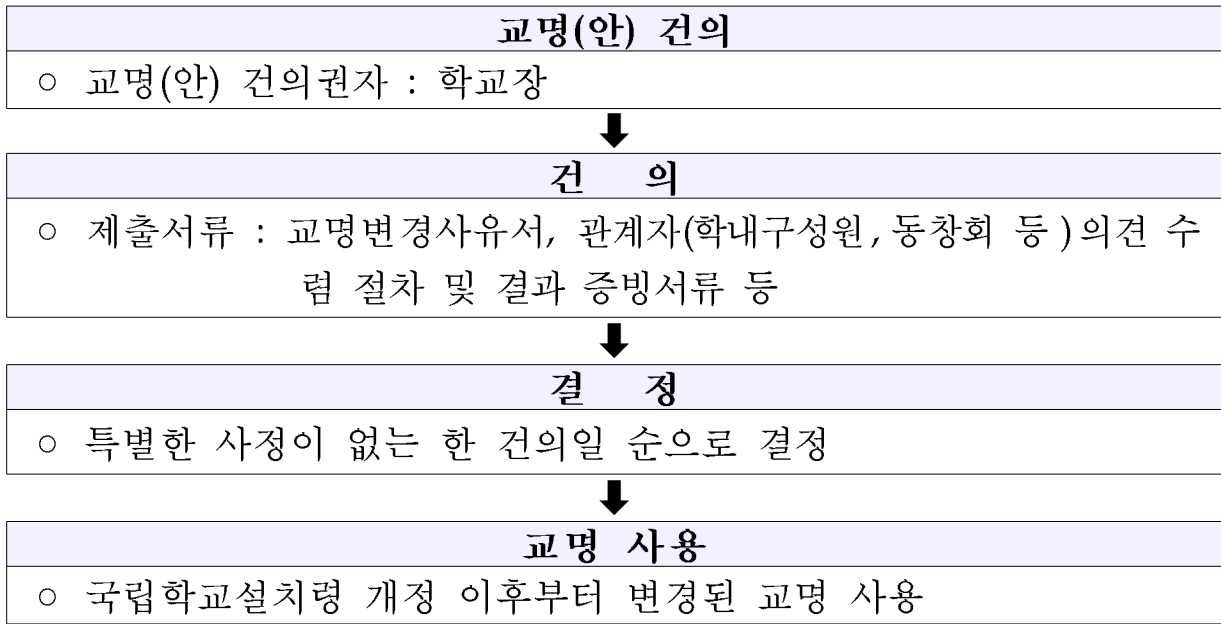 교명(안) 건의
○ 교명(안) 건의권자 : 학교장
건 의
○ 제출서류 : 교명변경사유서, 관계자(학내구성원, 동창회 등)의견 수
렴 절차 및 결과 증빙서류 등
결 정
○ 특별한 사정이 없는 한 건의일 순으로 결정
교명 사용
○ 국립학교설치령 개정 이후부터 변경된 교명 사용